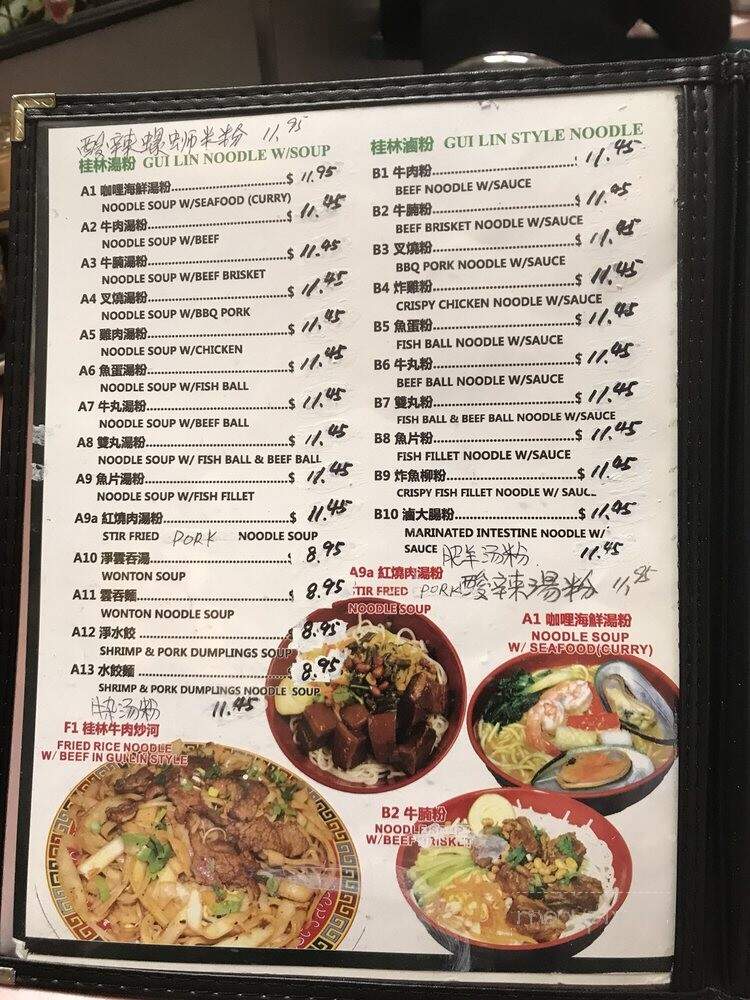 酸辣螺蛳米粉 11.95
桂林湯粉 GUI LIN NOODLE W/SOUP
A1 咖哩海鮮湯粉....................$ 11.95
NOODLE SOUP W/SEAFOOD (CURRY)
A2 牛肉湯粉....................$ 11.45
NOODLE SOUP W/BEEF
A3 牛腩湯粉....................$ 11.45
NOODLE SOUP W/BEEF BRISKET
A4 叉燒湯粉....................$ 11.45
NOODLE SOUP W/BBQ PORK
A5 雞肉湯粉....................$ 11.45
NOODLE SOUP W/CHICKEN
A6 魚蛋湯粉....................$ 11.45
NOODLE SOUP W/FISH BALL
A7 牛丸湯粉....................$ 11.45
NOODLE SOUP W/BEEF BALL
A8 雙丸湯粉....................$ 11.45
NOODLE SOUP W/ FISH BALL & BEEF BALL
A9 魚片湯粉....................$ 11.45
NOODLE SOUP W/FISH FILLET
A9a 紅燒肉湯粉....................$ 11.45
STIR FRIED PORK NOODLE SOUP
A10 淨雲吞湯.................... 8.95
WONTON SOUP
A11 雲吞麵.................... 8.95
WONTON NOODLE SOUP
A12 淨水餃.................... 8.95
SHRIMP & PORK DUMPLINGS SOUP
A13 水餃麵....................$ 8.95
SHRIMP & PORK DUMPLINGS NOODLE SOUP
汤粉 11.45
桂林滷粉 GUI LIN STYLE NOODLE
B1 牛肉粉.................... 11.45
BEEF NOODLE W/SAUCE
B2 牛腩粉....................$ 11.45
BEEF BRISKET NOODLE W/SAUCE
B3 叉燒粉....................$ 11.45
BBQ PORK NOODLE W/SAUCE
B4 炸雞粉....................$ 11.45
CRISPY CHICKEN NOODLE W/SAUCE
B5 魚蛋粉....................$ 11.45
FISH BALL NOODLE W/SAUCE
B6 牛丸粉....................$ 11.45
BEEF BALL NOODLE W/SAUCE
B7 雙丸粉....................$ 11.45
FISH BALL & BEEF BALL NOODLE W/SAUCE
B8 魚片粉....................$ 11.45
FISH FILLET NOODLE W/SAUCE
B9 炸魚柳粉....................$ 11.45
CRISPY FISH FILLET NOODLE W/ SAUC
B10 滷大腸粉....................$ 11.95
MARINATED INTESTINE NOODLE W/
SAUCE 肥羊汤粉 11.45
酸辣湯粉 11.95
A9a 紅燒肉湯粉
STIR FRIED PORK
NOODLE SOUP
A1 咖哩海鮮湯粉
NOODLE SOUP
W/ SEAFOOD(CURRY)
F1 桂林牛肉炒河
FRIED RICE NOODLE
W/ BEEF IN GUI LIN STYLE
B2 牛腩粉
NOODLE
W/BEEF BRISKET